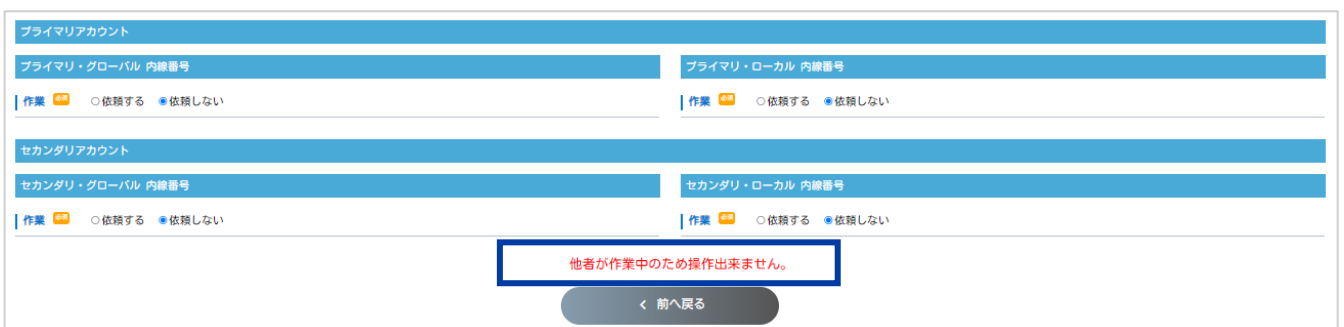 プライマリアカウント
プライマリ・グローバル 内線番号
プライマリ・ローカル 内線番号
作業 必須 依頼する 依頼しない
作業 必須 依頼する 依頼しない
セカンダリアカウント
セカンダリ・グローバル 内線番号
セカンダリ・ローカル 内線番号
作業 必須 依頼する 依頼しない
作業 必須 依頼する 依頼しない
他者が作業中のため操作出来ません。
前へ戻る